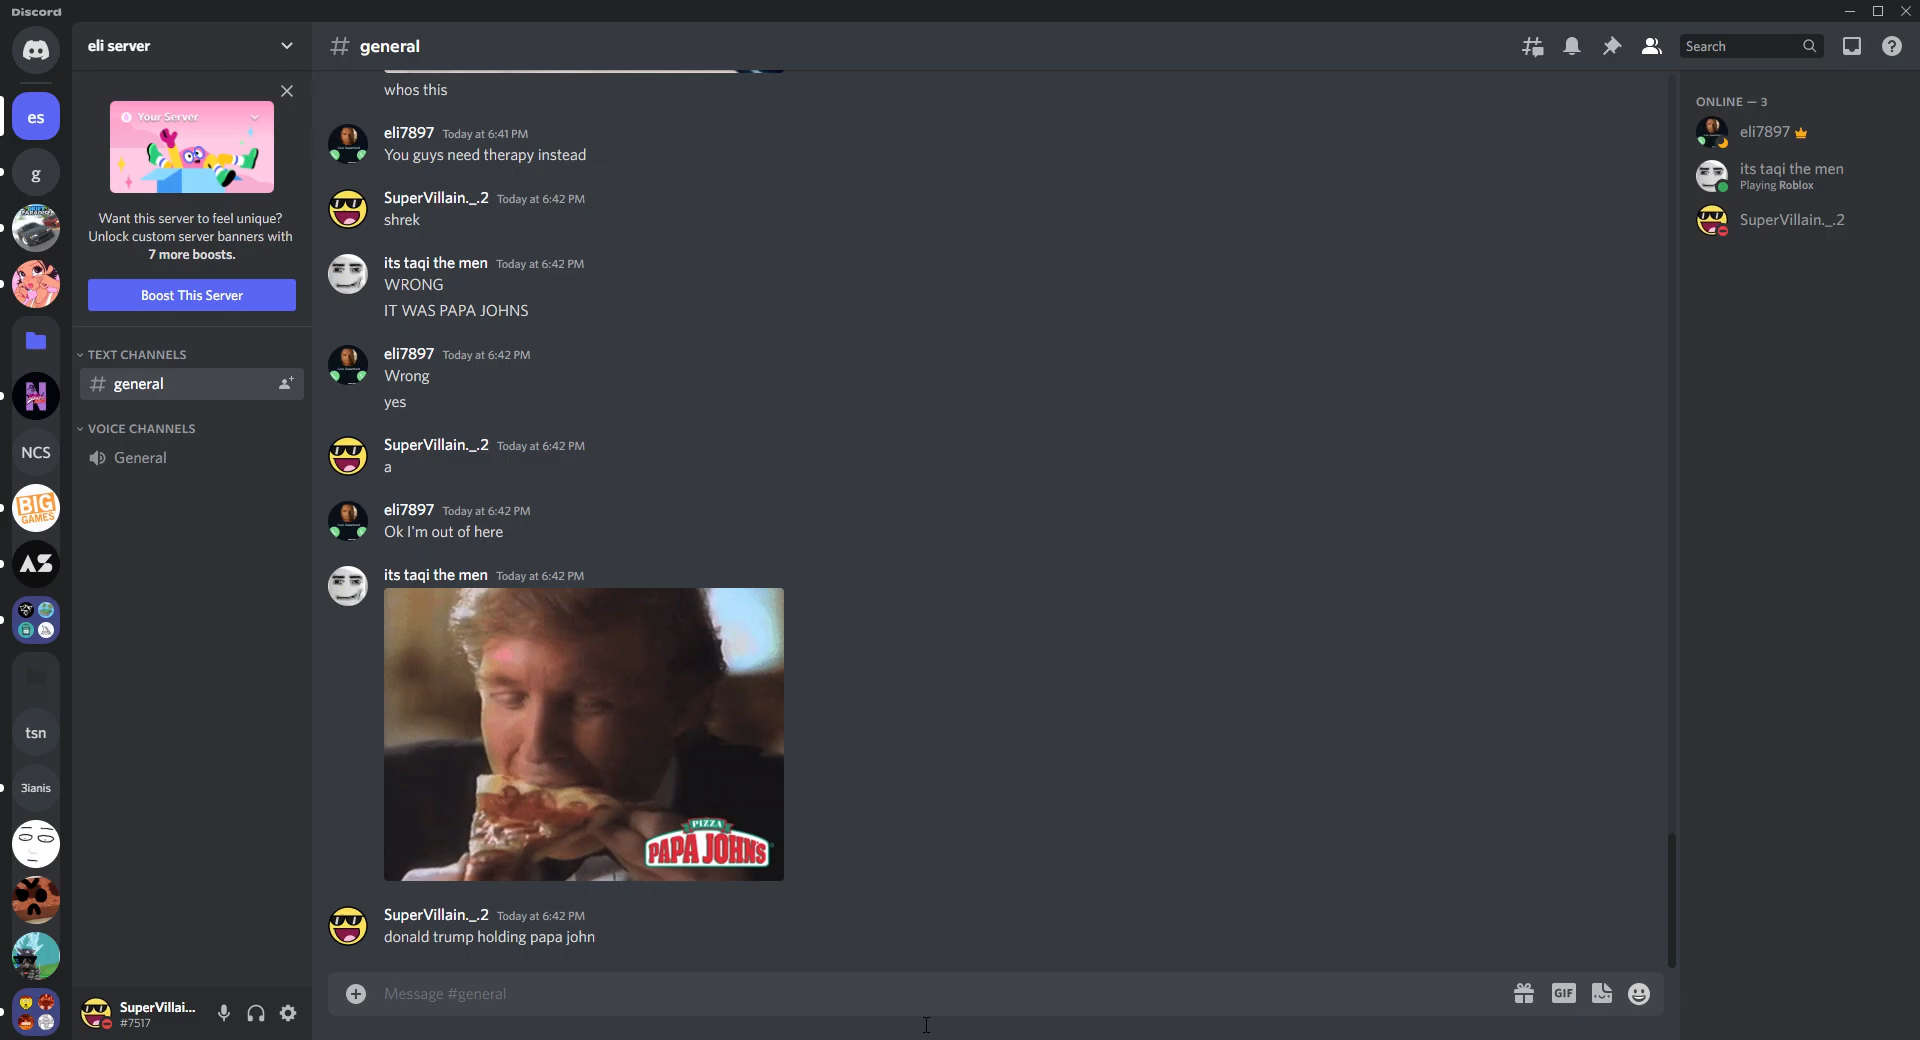 Discord
eli server
general
Search
es
g
NCS
BIG
GAMES
tsn
3ianis
Your Server
Want this server to feel unique?
Unlock custom server banners with
7 more boosts.
Boost This Server
TEXT CHANNELS
general
VOICE CHANNELS
General
SuperVillai...
#7517
whos this
eli7897 Today at 6:41 PM
You guys need therapy instead
SuperVillain._.2 Today at 6:42 PM
shrek
its taqi the men Today at 6:42 PM
WRONG
IT WAS PAPA JOHNS
eli7897 Today at 6:42 PM
Wrong
yes
SuperVillain._.2 Today at 6:42 PM
a
eli7897 Today at 6:42 PM
Ok I'm out of here
its taqi the men Today at 6:42 PM
PIZZA
PAPA JOHNS
SuperVillain._.2 Today at 6:42 PM
donald trump holding papa john
Message #general
GIF
ONLINE — 3
eli7897
its taqi the men
Playing Roblox
SuperVillain._.2